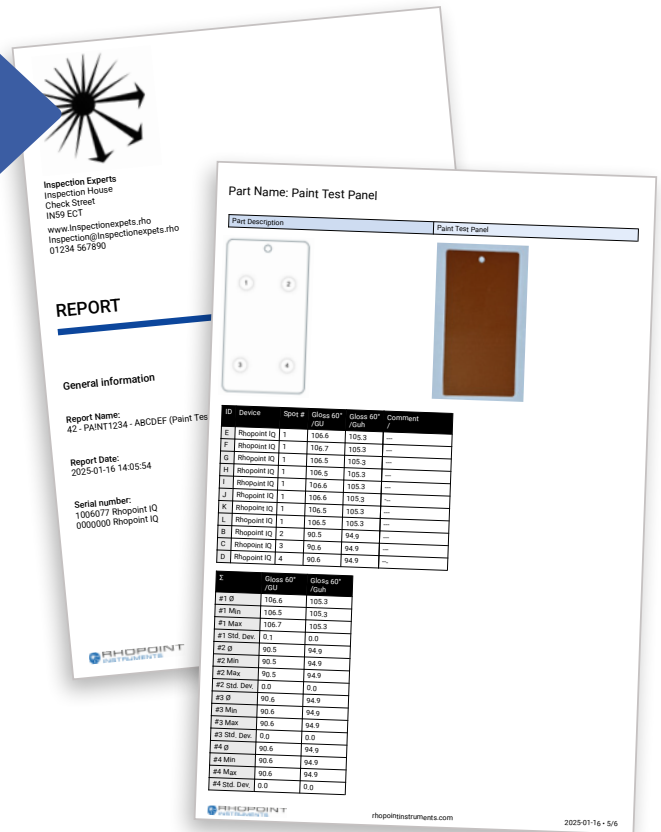 Inspection Experts
Inspection House
Check Street
IN59 ECT
www.Inspectionexpets.rho
Inspection@Inspectionexpets.rho
01234 567890
REPORT
General information
Report Name:
42 - PA!NT1234 - ABCDEF (Paint Tes
Report Date:
2025-01-16 14:05:54
Serial number:
1006077 Rhopoint IQ
0000000 Rhopoint IQ
RHOPOINT
INSTRUMENTS
Part Name: Paint Test Panel
Part Description Paint Test Panel
1 2
3 4
ID Device Spot # Gloss 60° /GU Gloss 60° /Guh Comment /
E Rhopoint IQ 1 106.6 105.3 ---
F Rhopoint IQ 1 106.7 105.3 ---
G Rhopoint IQ 1 106.5 105.3 ---
H Rhopoint IQ 1 106.5 105.3 ---
I Rhopoint IQ 1 106.6 105.3 ---
J Rhopoint IQ 1 106.6 105.3 ---
K Rhopoint IQ 1 106.5 105.3 ---
L Rhopoint IQ 1 106.5 105.3 ---
B Rhopoint IQ 2 90.5 94.9 ---
C Rhopoint IQ 3 90.6 94.9 ---
D Rhopoint IQ 4 90.6 94.9 ---
Σ Gloss 60° /GU Gloss 60° /Guh
#1 Ø 106.6 105.3
#1 Min 106.5 105.3
#1 Max 106.7 105.3
#1 Std. Dev. 0.1 0.0
#2 Ø 90.5 94.9
#2 Min 90.5 94.9
#2 Max 90.5 94.9
#2 Std. Dev. 0.0 0.0
#3 Ø 90.6 94.9
#3 Min 90.6 94.9
#3 Max 90.6 94.9
#3 Std. Dev. 0.0 0.0
#4 Ø 90.6 94.9
#4 Min 90.6 94.9
#4 Max 90.6 94.9
#4 Std. Dev. 0.0 0.0
RHOPOINT
INSTRUMENTS
rhopointinstruments.com
2025-01-16 • 5/6